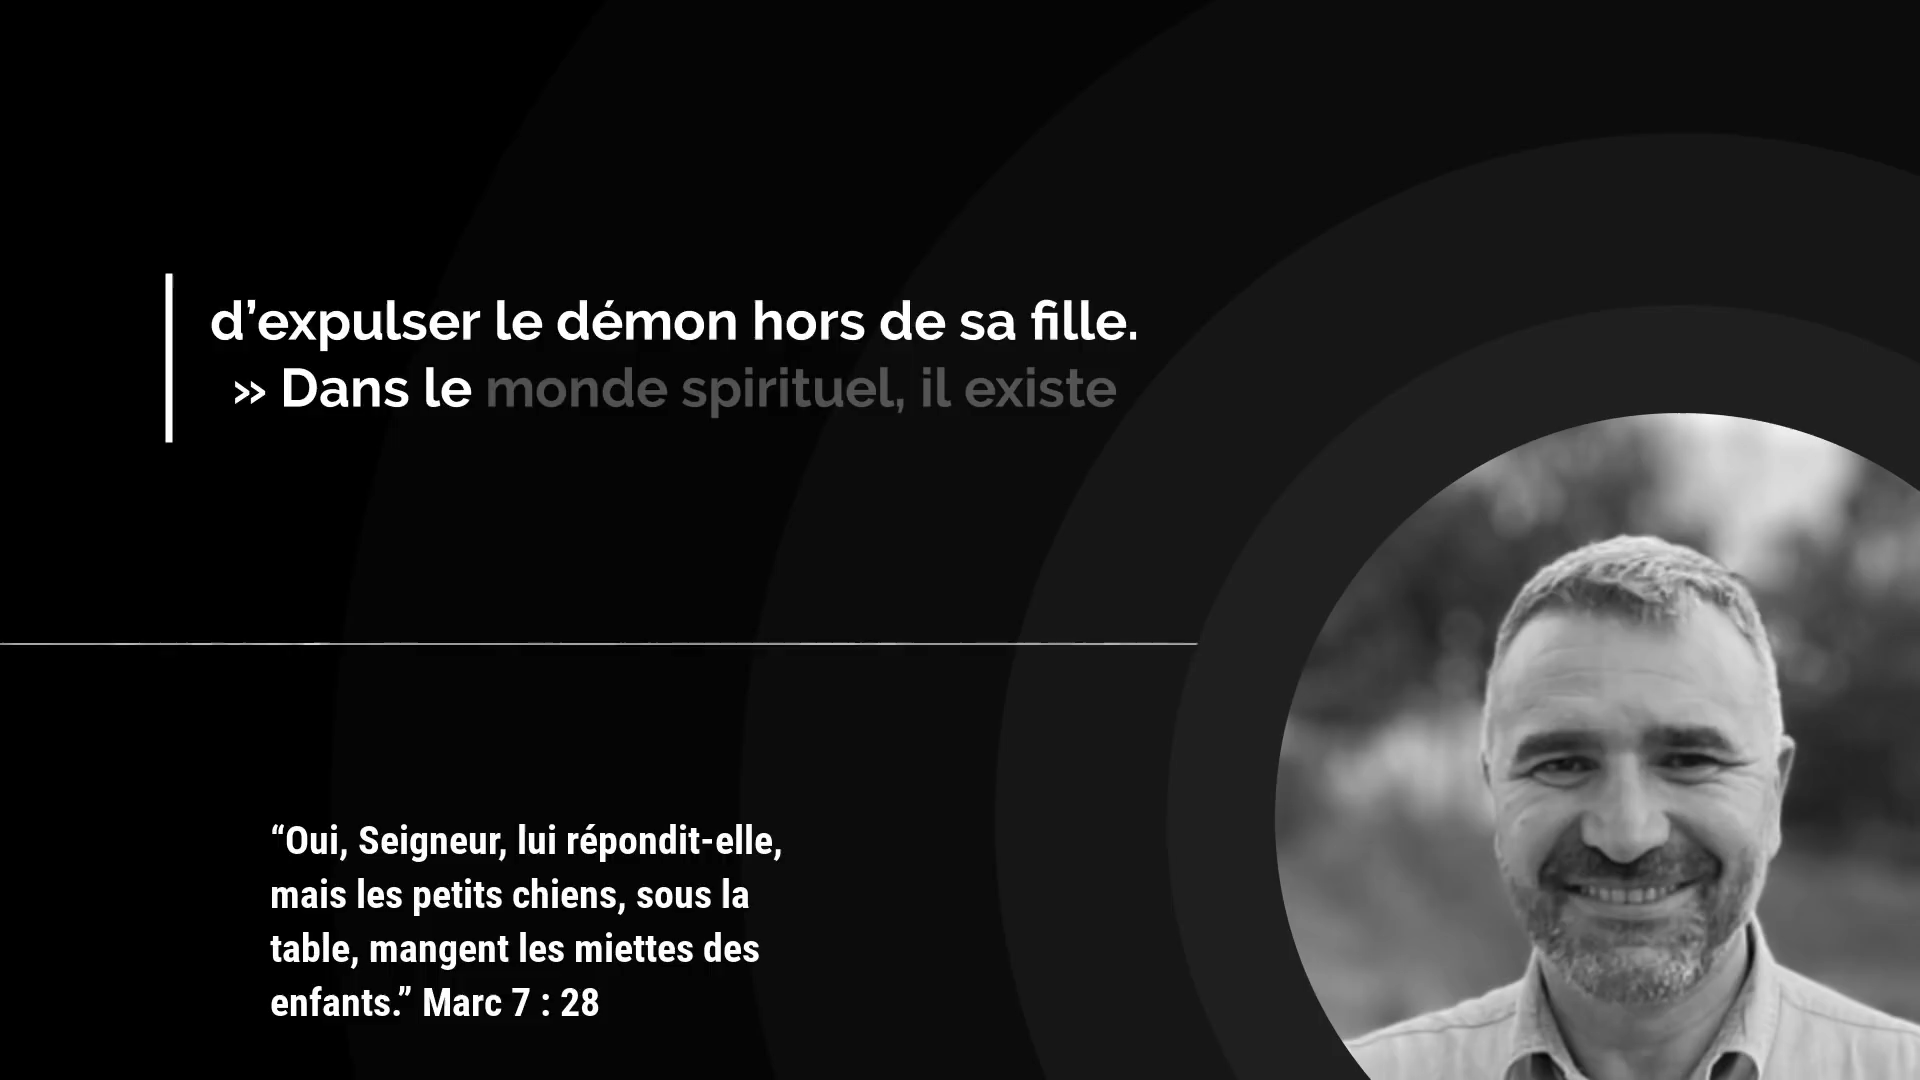 d’expulser le démon hors de sa fille.
» Dans le monde spirituel, il existe
“Oui, Seigneur, lui répondit-elle,
mais les petits chiens, sous la
table, mangent les miettes des
enfants.” Marc 7 : 28